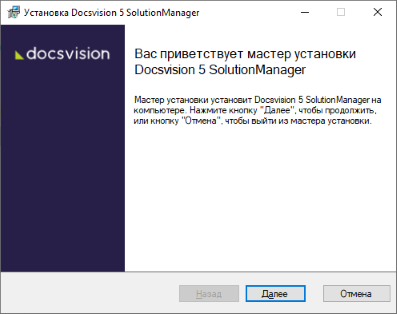 Установка Docsvision 5 SolutionManager
docsvision
Вас приветствует мастер установки
Docsvision 5 SolutionManager
Мастер установки установит Docsvision 5 SolutionManager на
компьютере. Нажмите кнопку "Далее", чтобы продолжить,
или кнопку "Отмена", чтобы выйти из мастера установки.
Назад
Далее
Отмена